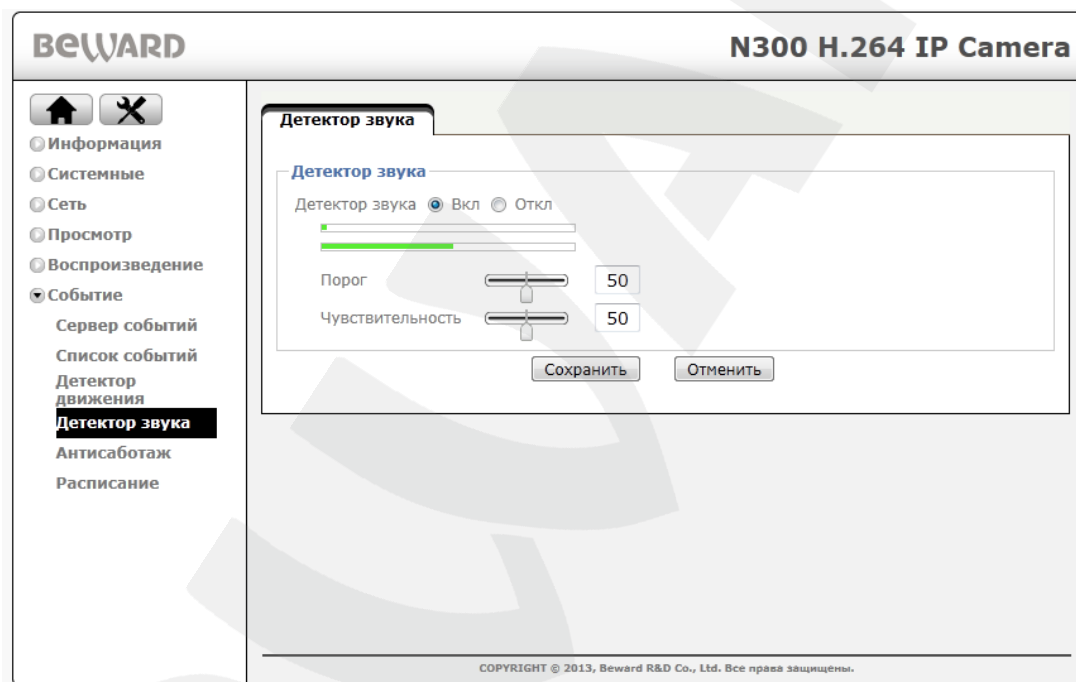 BEWARD
N300 H.264 IP Camera
Информация
Системные
Сеть
Просмотр
Воспроизведение
Событие
Сервер событий
Список событий
Детектор
движения
Детектор звука
Антисаботаж
Расписание
Детектор звука
Детектор звука
Детектор звука Вкл Откл
Порог 50
Чувствительность 50
Сохранить Отменить
COPYRIGHT © 2013, Beward R&D Co., Ltd. Все права защищены.